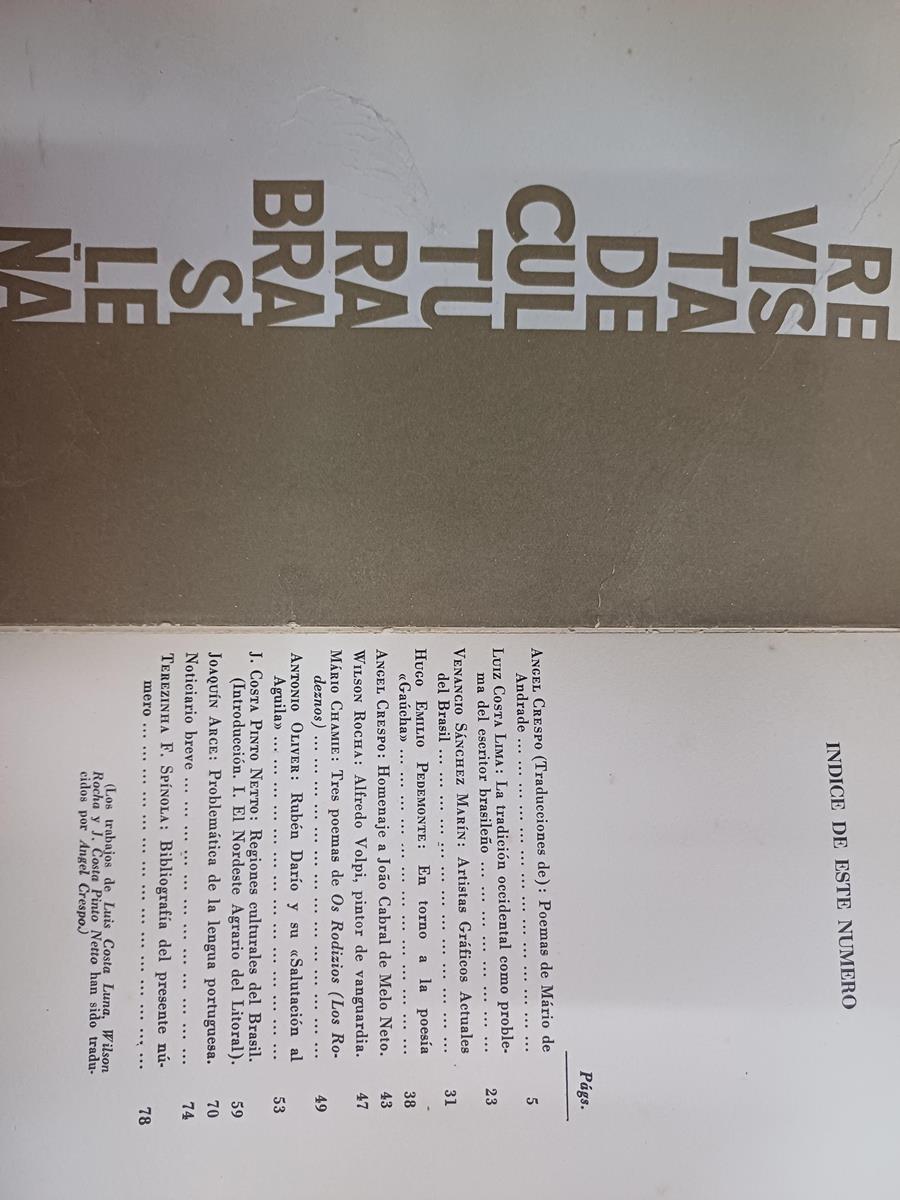 RE
VIS
TA
DE
CUL
TU
RA
BRA
SI
LE
ÑA
INDICE DE ESTE NUMERO
Págs.
ANGEL CRESPO (Traducciones de): Poemas de Mário de
Andrade ... ... ... ... ... ... ... ... ... ... ... ... 5
LUIZ COSTA LIMA: La tradición occidental como proble-
ma del escritor brasileño ... ... ... ... ... ... ... 23
VENANCIO SÁNCHEZ MARÍN: Artistas Gráficos Actuales
del Brasil ... ... ... ... ... ... ... ... ... ... ... 31
HUGO EMILIO PEDEMONTE: En torno a la poesía
«Gaúcha» ... ... ... ... ... ... ... ... ... ... ... 38
ANGEL CRESPO: Homenaje a João Cabral de Melo Neto. 43
WILSON ROCHA: Alfredo Volpi, pintor de vanguardia. 47
MÁRIO CHAMIE: Tres poemas de Os Rodizios (Los Ro-
deznos) ... ... ... ... ... ... ... ... ... ... ... ... 49
ANTONIO OLIVER: Rubén Darío y su «Salutación al
Aguila» ... ... ... ... ... ... ... ... ... ... ... ... 53
J. COSTA PINTO NETTO: Regiones culturales del Brasil.
(Introducción. I. El Nordeste Agrario del Litoral). 59
JOAQUÍN ARCE: Problemática de la lengua portuguesa. 70
Noticiario breve ... ... ... ... ... ... ... ... ... ... 74
TEREZINHA F. SPÍNOLA: Bibliografía del presente nú-
mero ... ... ... ... ... ... ... ... ... ... ... ... ... 78
(Los trabajos de Luis Costa Luna, Wilson
Rocha y J. Costa Pinto Netto han sido tradu-
cidos por Angel Crespo.)